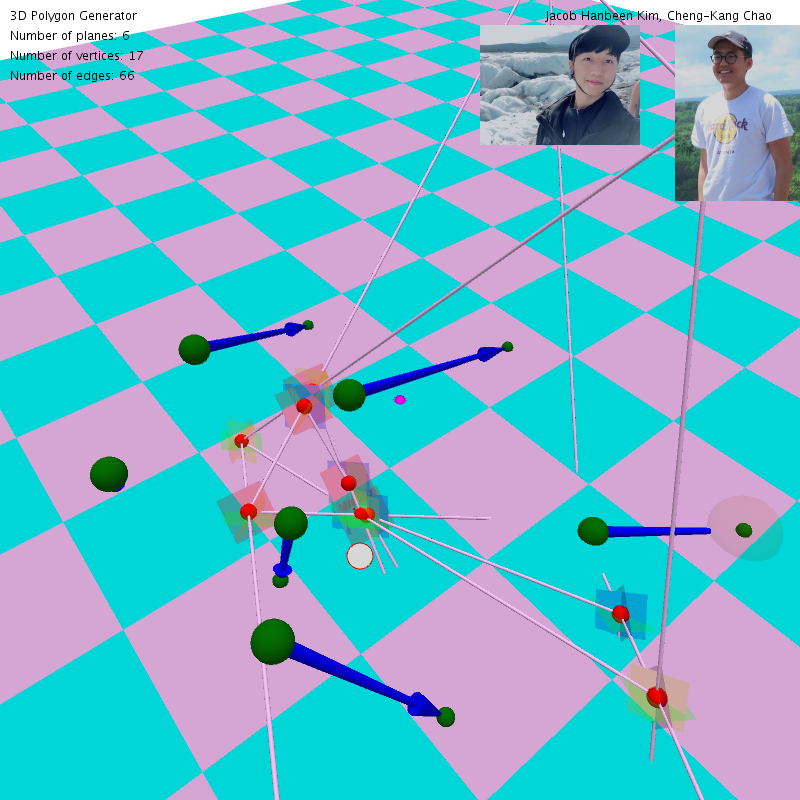 3D Polygon Generator
Jacob Hanbeen Kim, Cheng-Kang Chao
Number of planes: 6
Number of vertices: 17
Number of edges: 66